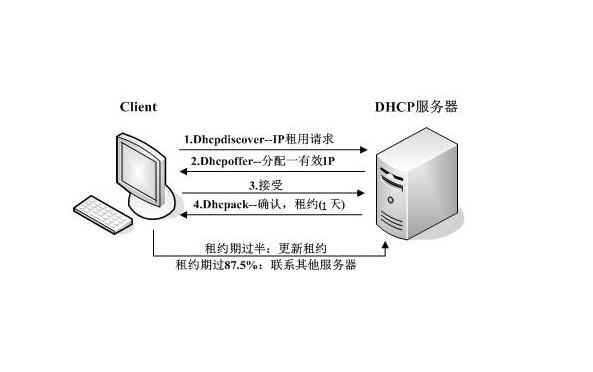 Client
DHCP服务器
1.Dhcpdiscover--IP租用请求
2.Dhcpoffer--分配一有效IP
3.接受
4.Dhcpack--确认，租约(1 天)
租约期过半：更新租约
租约期过87.5%：联系其他服务器